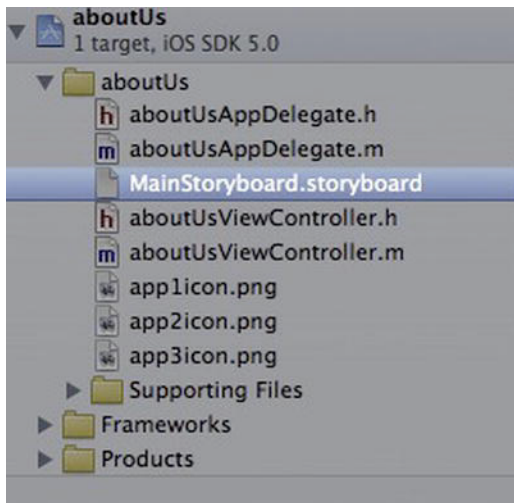 aboutUs
1 target, iOS SDK 5.0
aboutUs
h aboutUsAppDelegate.h
m aboutUsAppDelegate.m
MainStoryboard.storyboard
h aboutUsViewController.h
m aboutUsViewController.m
app1icon.png
app2icon.png
app3icon.png
Supporting Files
Frameworks
Products